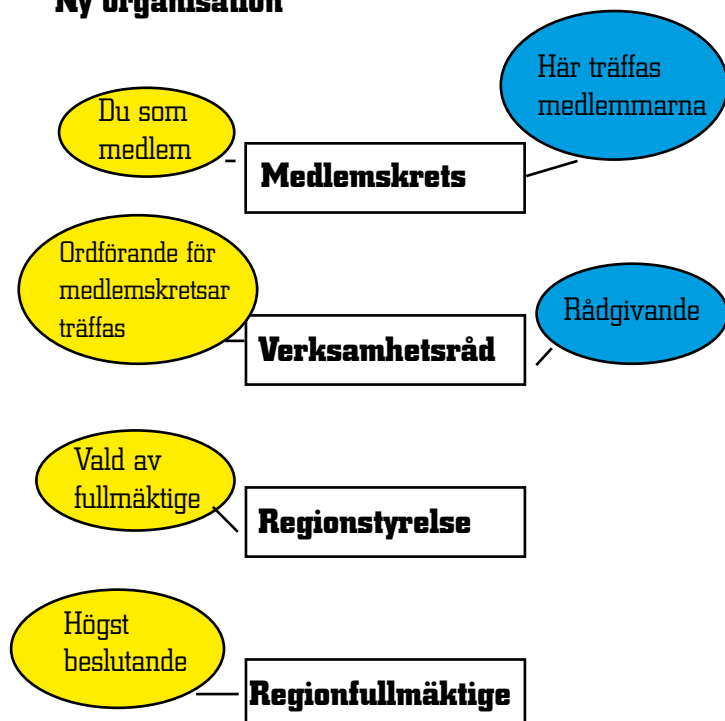 Ny organisation
Här träffas
medlemmarna
Du som
medlem
Medlemskrets
Ordförande för
medlemskretsar
träffas
Rådgivande
Verksamhetsråd
Vald av
fullmäktige
Regionstyrelse
Högst
beslutande
Regionfullmäktige